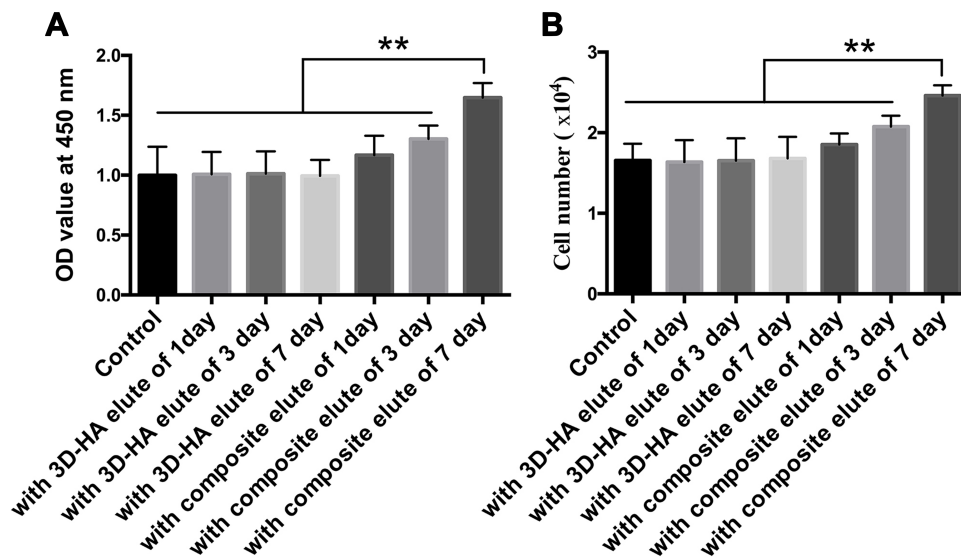 A
**
2.0
1.5
1.0
0.5
0.0
OD value at 450 nm
Control
with 3D-HA elute of 1day
with 3D-HA elute of 3 day
with 3D-HA elute of 7 day
with composite elute of 1day
with composite elute of 3 day
with composite elute of 7 day
B
**
3
2
1
0
Cell number ( x10⁴)
Control
with 3D-HA elute of 1day
with 3D-HA elute of 3 day
with 3D-HA elute of 7 day
with composite elute of 1day
with composite elute of 3 day
with composite elute of 7 day